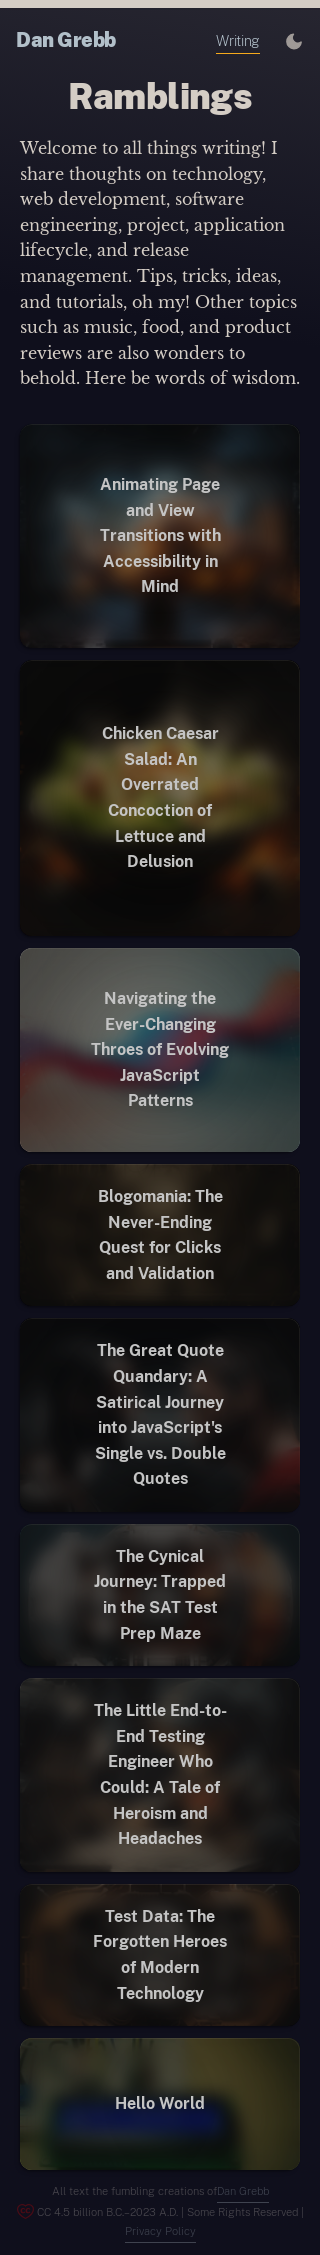 Dan Grebb
Writing
Ramblings
Welcome to all things writing! I
share thoughts on technology,
web development, software
engineering, project, application
lifecycle, and release
management. Tips, tricks, ideas,
and tutorials, oh my! Other topics
such as music, food, and product
reviews are also wonders to
behold. Here be words of wisdom.
Animating Page
and View
Transitions with
Accessibility in
Mind
Chicken Caesar
Salad: An
Overrated
Concoction of
Lettuce and
Delusion
Navigating the
Ever-Changing
Throes of Evolving
JavaScript
Patterns
Blogomania: The
Never-Ending
Quest for Clicks
and Validation
The Great Quote
Quandary: A
Satirical Journey
into JavaScript's
Single vs. Double
Quotes
The Cynical
Journey: Trapped
in the SAT Test
Prep Maze
The Little End-to-
End Testing
Engineer Who
Could: A Tale of
Heroism and
Headaches
Test Data: The
Forgotten Heroes
of Modern
Technology
Hello World
All text the fumbling creations ofDan Grebb
CC 4.5 billion B.C.–2023 A.D. | Some Rights Reserved |
Privacy Policy